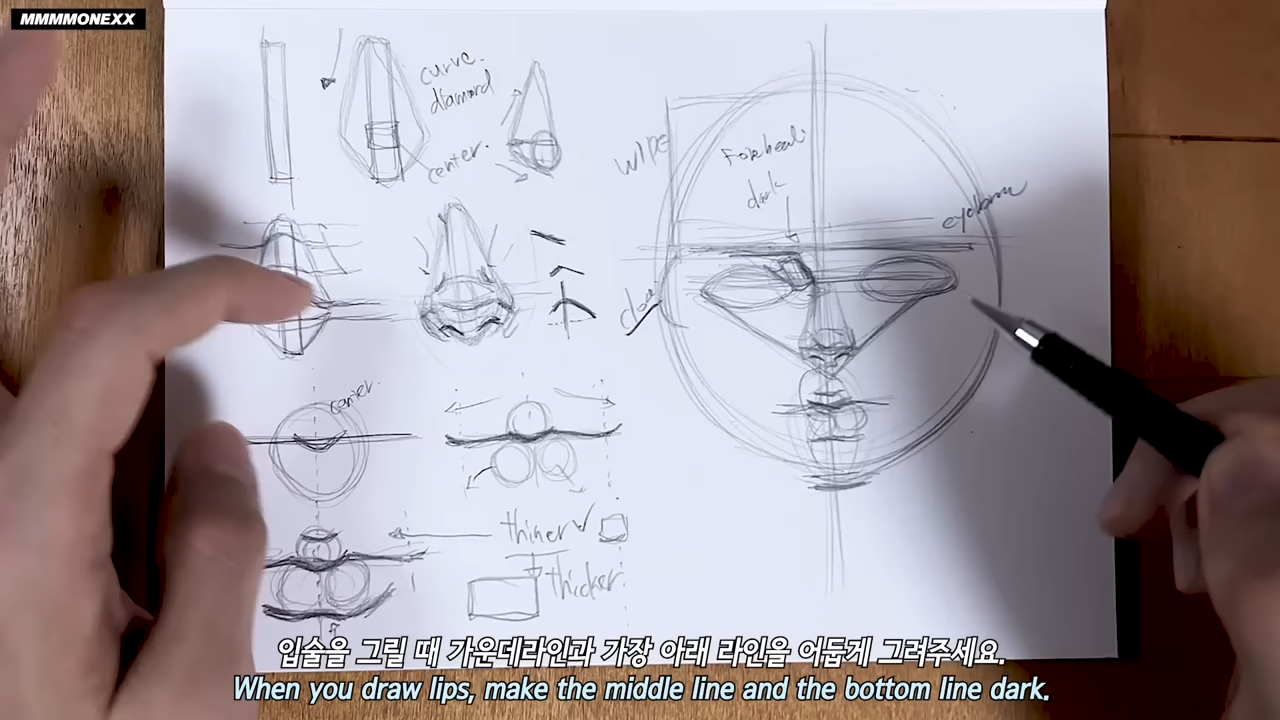 MMMMONEXX
curve.
diamond
center.
WIPE
Forehead
dark
eyebrow
center.
thiner
thicker.
입술을 그릴 때 가운데라인과 가장 아래 라인을 어둡게 그려주세요.
When you draw lips, make the middle line and the bottom line dark.